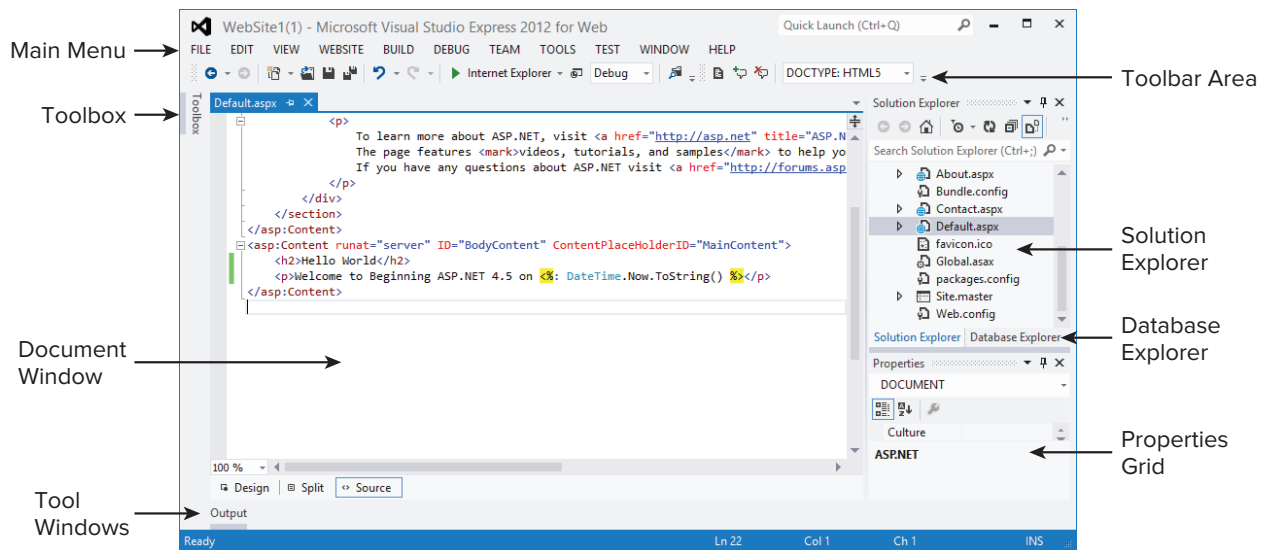 WebSite1(1) - Microsoft Visual Studio Express 2012 for Web
Quick Launch (Ctrl+Q)
Main Menu
FILE EDIT VIEW WEBSITE BUILD DEBUG TEAM TOOLS TEST WINDOW HELP
Internet Explorer
Debug
DOCTYPE: HTML5
Toolbar Area
Toolbox
Toolbox
Default.aspx
<p>
To learn more about ASP.NET, visit <a href="http://asp.net" title="ASP.N
The page features <mark>videos, tutorials, and samples</mark> to help yo
If you have any questions about ASP.NET visit <a href="http://forums.asp
</p>
</div>
</section>
</asp:Content>
<asp:Content runat="server" ID="BodyContent" ContentPlaceHolderID="MainContent">
<h2>Hello World</h2>
<p>Welcome to Beginning ASP.NET 4.5 on <%: DateTime.Now.ToString() %></p>
</asp:Content>
Document
Window
100 %
Design
Split
Source
Tool
Windows
Output
Solution Explorer
Search Solution Explorer (Ctrl+;)
About.aspx
Bundle.config
Contact.aspx
Default.aspx
favicon.ico
Global.asax
packages.config
Site.master
Web.config
Solution Explorer
Database Explorer
Solution
Explorer
Database
Explorer
Properties
DOCUMENT
Culture
ASP.NET
Properties
Grid
Ready
Ln 22
Col 1
Ch 1
INS